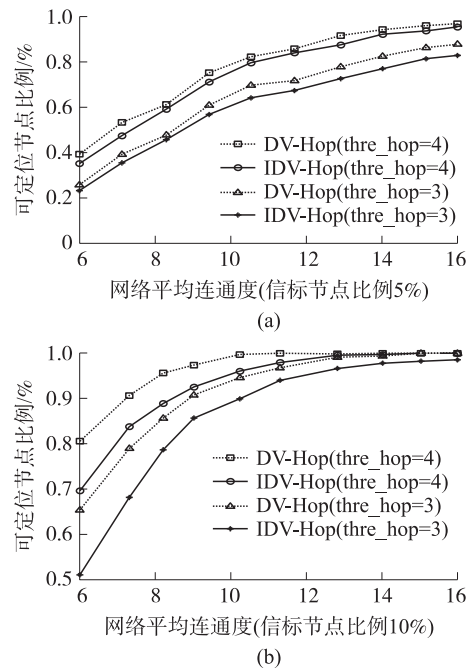 1.0
0.8
0.6
0.4
0.2
0
可定位节点比例/%
DV-Hop(thre_hop=4)
IDV-Hop(thre_hop=4)
DV-Hop(thre_hop=3)
IDV-Hop(thre_hop=3)
6 8 10 12 14 16
网络平均连通度(信标节点比例5%)
(a)
1.0
0.9
0.8
0.7
0.6
0.5
可定位节点比例/%
DV-Hop(thre_hop=4)
IDV-Hop(thre_hop=4)
DV-Hop(thre_hop=3)
IDV-Hop(thre_hop=3)
6 8 10 12 14 16
网络平均连通度(信标节点比例10%)
(b)